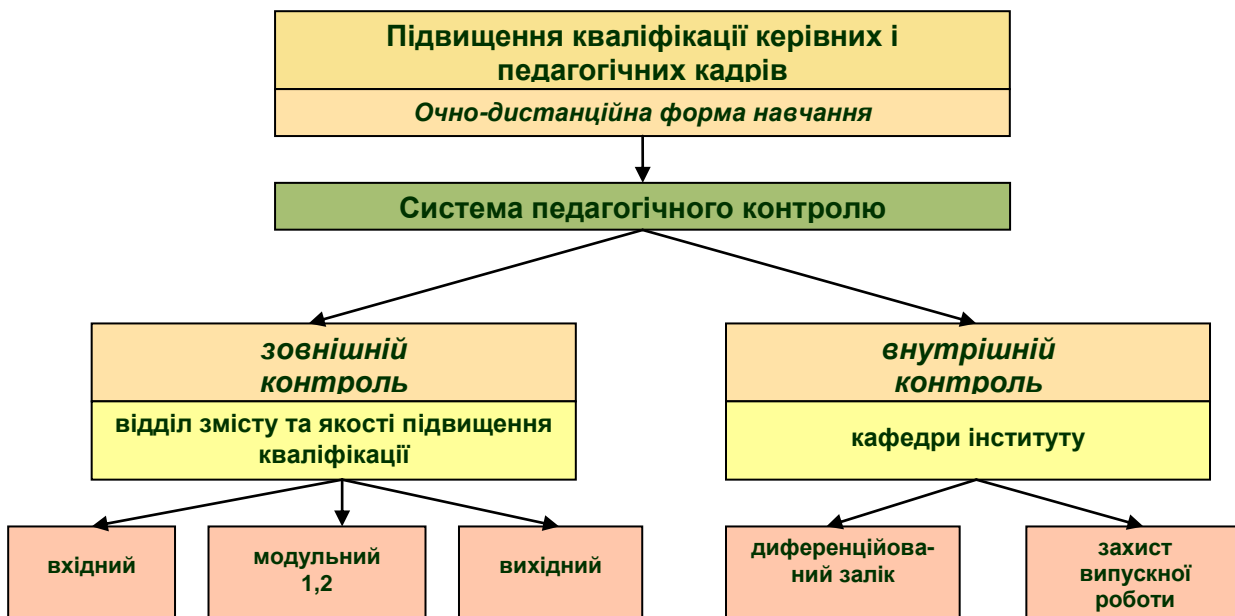 Підвищення кваліфікації керівних і
педагогічних кадрів
Очно-дистанційна форма навчання
Система педагогічного контролю
зовнішній
контроль
відділ змісту та якості підвищення
кваліфікації
внутрішній
контроль
кафедри інституту
вхідний
модульний
1,2
вихідний
диференційова-
ний залік
захист
випускної
роботи